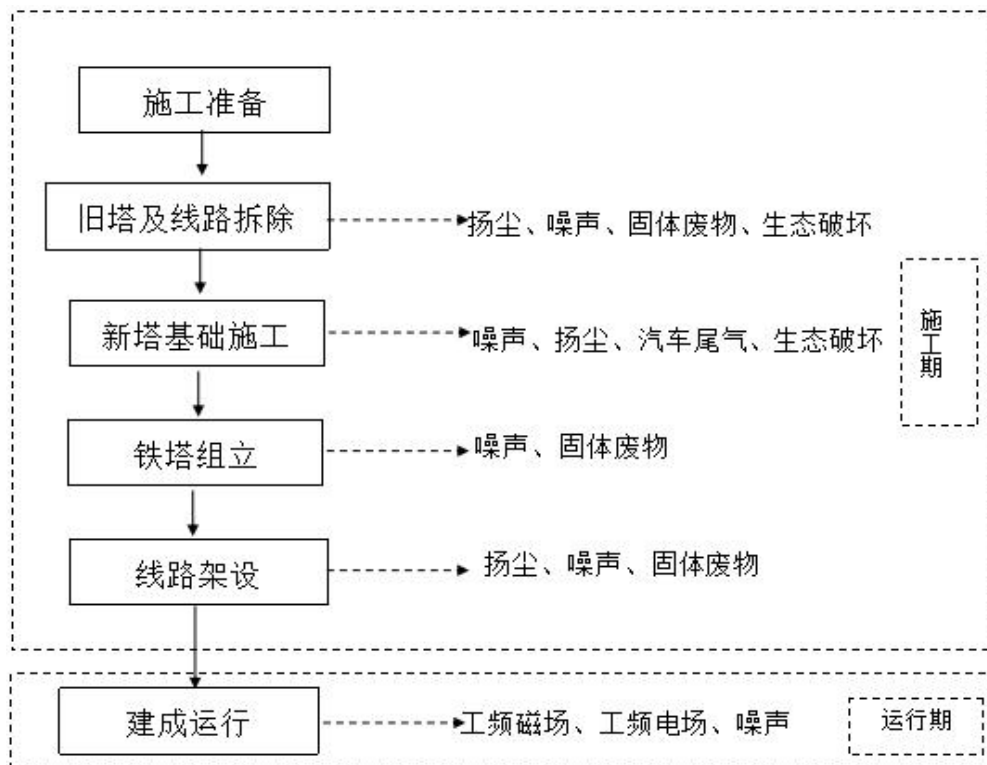 施工准备
旧塔及线路拆除
扬尘、噪声、固体废物、生态破坏
新塔基础施工
噪声、扬尘、汽车尾气、生态破坏
施工期
铁塔组立
噪声、固体废物
线路架设
扬尘、噪声、固体废物
建成运行
工频磁场、工频电场、噪声
运行期